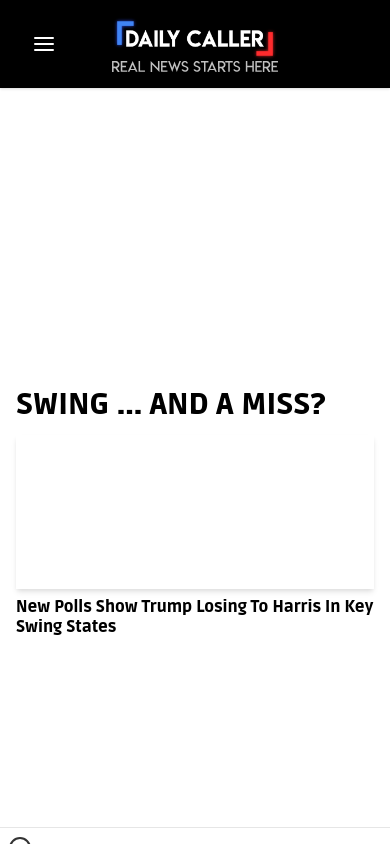 DAILY CALLER
REAL NEWS STARTS HERE
SWING ... AND A MISS?
New Polls Show Trump Losing To Harris In Key
Swing States